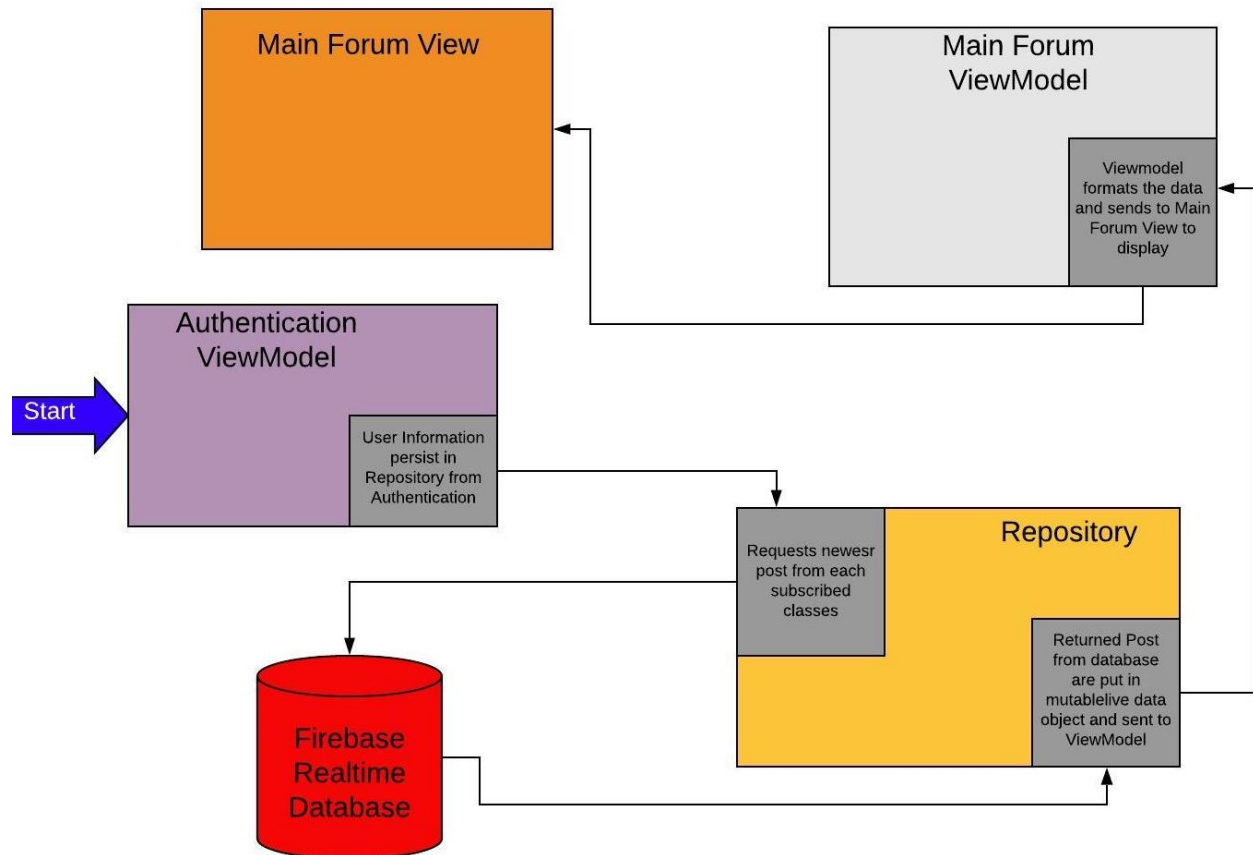 Main Forum View
Main Forum
ViewModel
Viewmodel
formats the data
and sends to Main
Forum View to
display
Authentication
ViewModel
Start
User Information
persist in
Repository from
Authentication
Repository
Requests newesr
post from each
subscribed
classes
Returned Post
from database
are put in
mutablelive data
object and sent to
ViewModel
Firebase
Realtime
Database